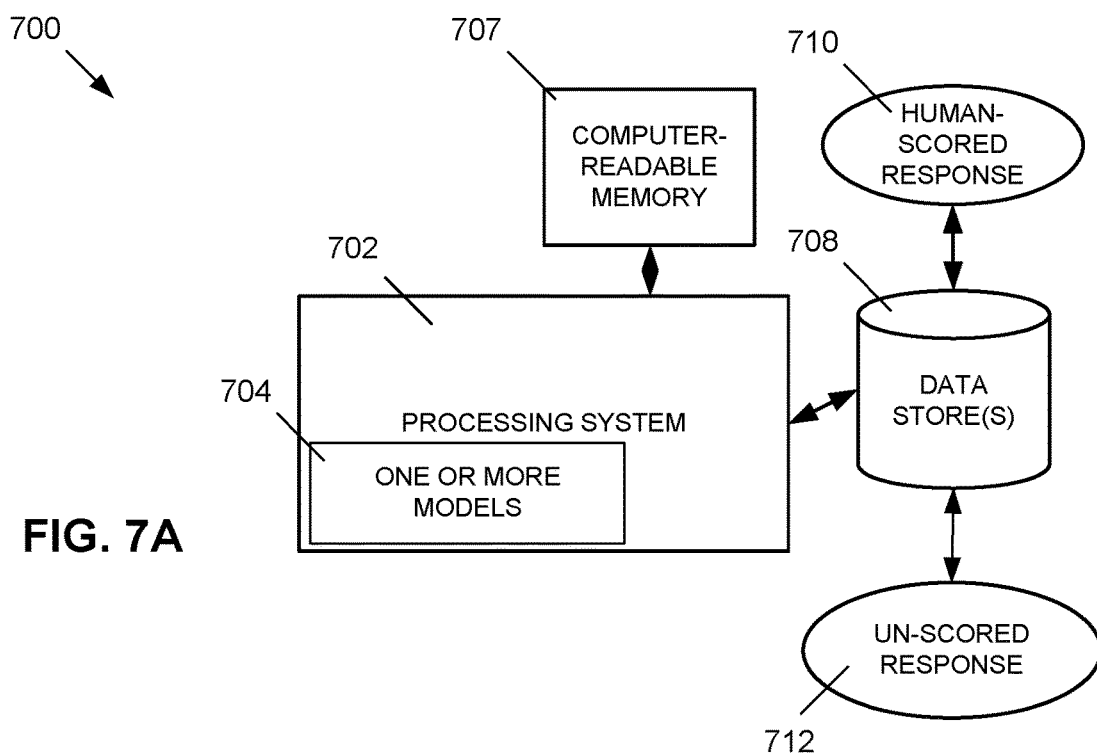 700
707
710
COMPUTER-
READABLE
MEMORY
HUMAN-
SCORED
RESPONSE
702
708
704
PROCESSING SYSTEM
DATA
STORE(S)
ONE OR MORE
MODELS
FIG. 7A
UN-SCORED
RESPONSE
712